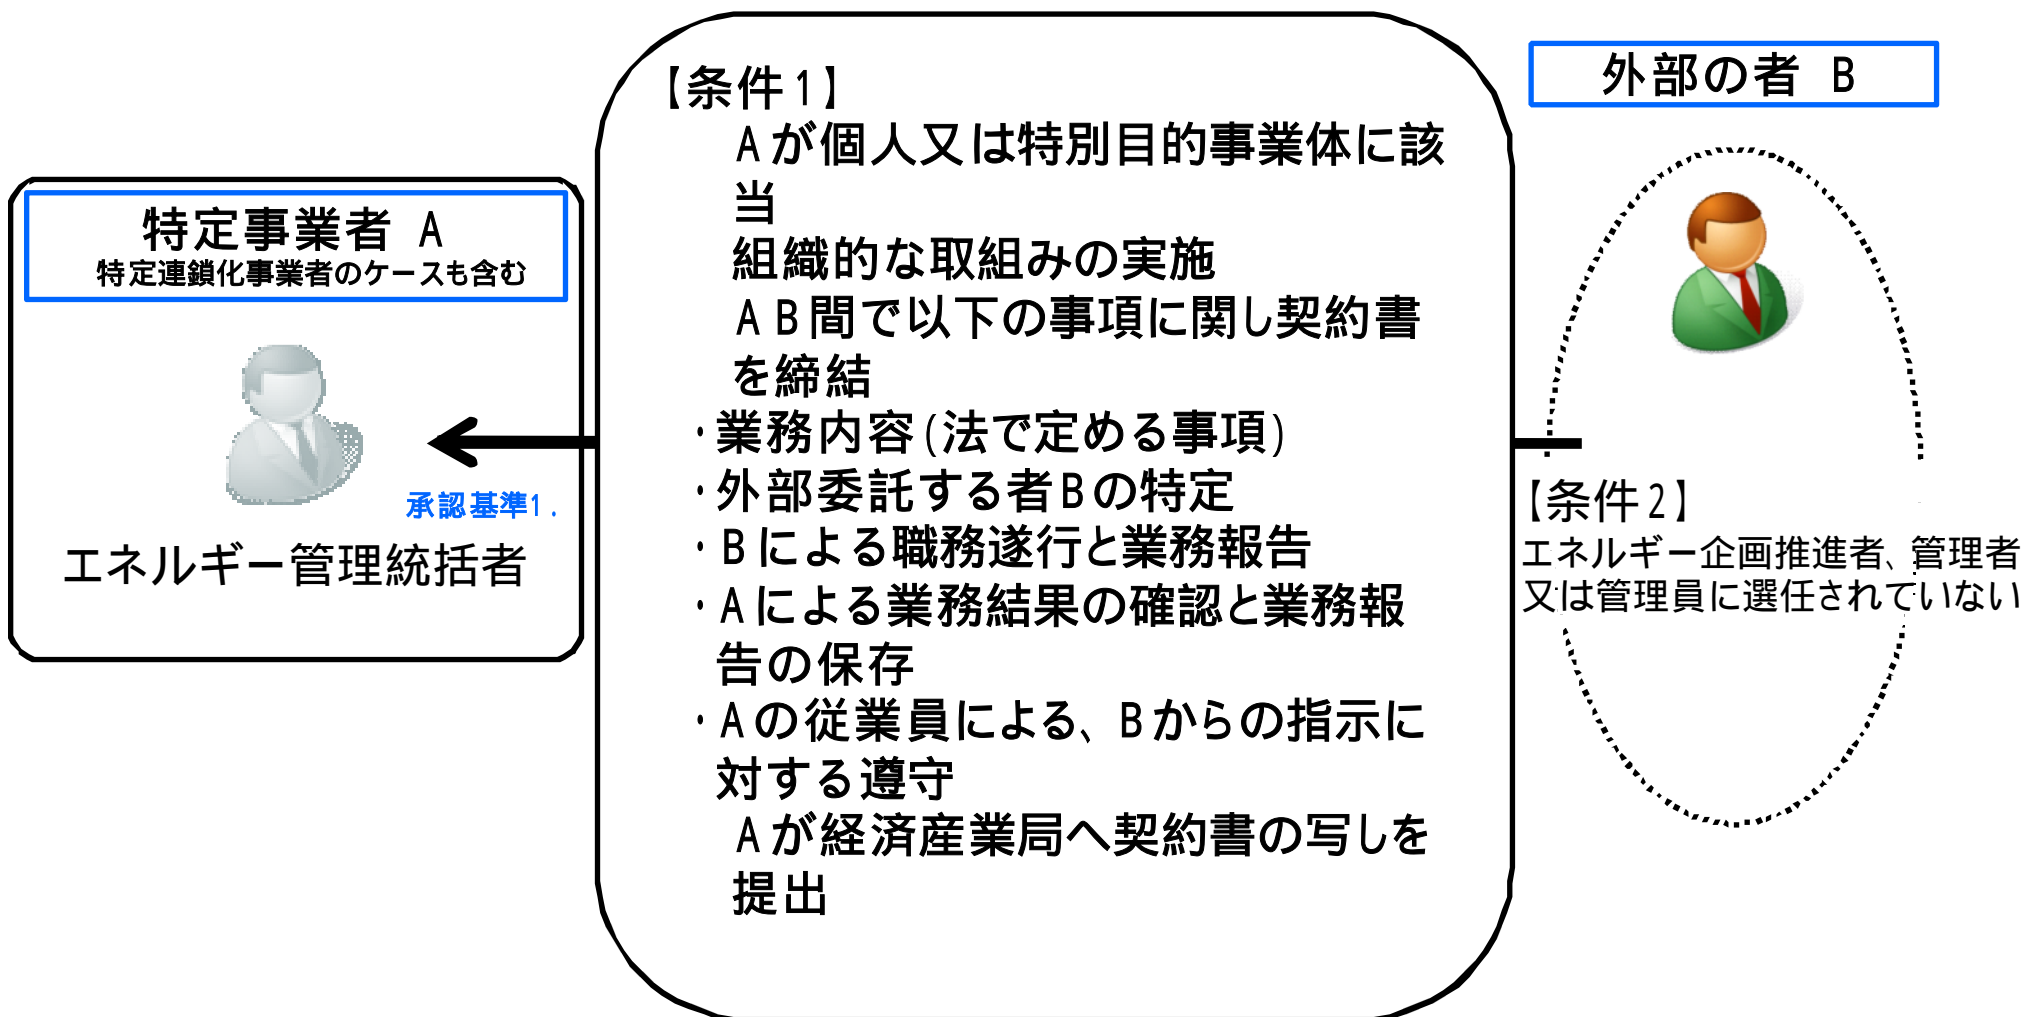 特定事業者 A
特定連鎖化事業者のケースも含む
承認基準1.
エネルギー管理統括者
【条件1】
Aが個人又は特別目的事業体に該
当
組織的な取組みの実施
AB間で以下の事項に関し契約書
を締結
・業務内容(法で定める事項)
・外部委託する者Bの特定
・Bによる職務遂行と業務報告
・Aによる業務結果の確認と業務報
告の保存
・Aの従業員による、Bからの指示に
対する遵守
Aが経済産業局へ契約書の写しを
提出
外部の者 B
【条件2】
エネルギー企画推進者、管理者
又は管理員に選任されていない